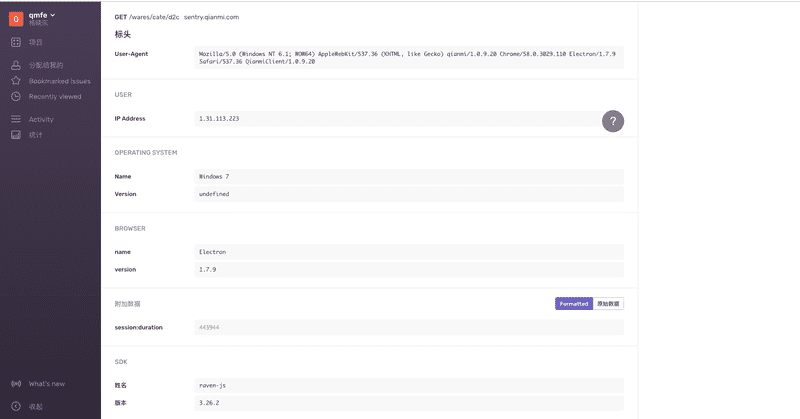 Q qmfe
杨晓东
GET /wares/cate/d2c sentry.qianmi.com
项目
标头
分配给我的
User-Agent Mozilla/5.0 (Windows NT 6.1; WOW64) AppleWebKit/537.36 (KHTML, like Gecko) qianmi/1.0.9.20 Chrome/58.0.3029.110 Electron/1.7.9
Safari/537.36 QianmiClient/1.0.9.20
Bookmarked Issues
Recently viewed
USER
Activity
IP Address 1.31.113.223 ?
统计
OPERATING SYSTEM
Name Windows 7
Version undefined
BROWSER
name Electron
version 1.7.9
附加数据 Formatted 原始数据
session:duration 443944
SDK
What's new
姓名 raven-js
收起
版本 3.26.2